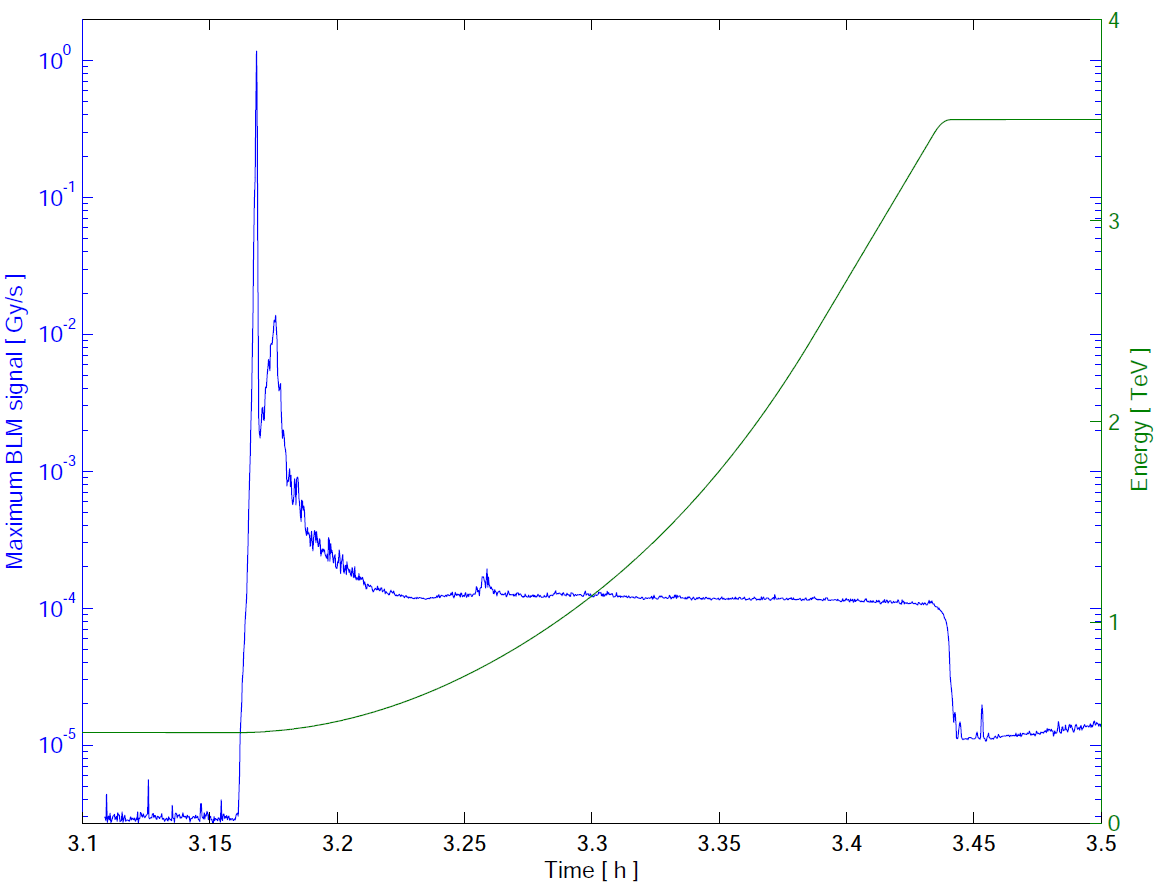 10^0
10^-1
10^-2
10^-3
10^-4
10^-5
Maximum BLM signal [ Gy/s ]
4
3
2
1
0
Energy [ TeV ]
3.1 3.15 3.2 3.25 3.3 3.35 3.4 3.45 3.5
Time [ h ]